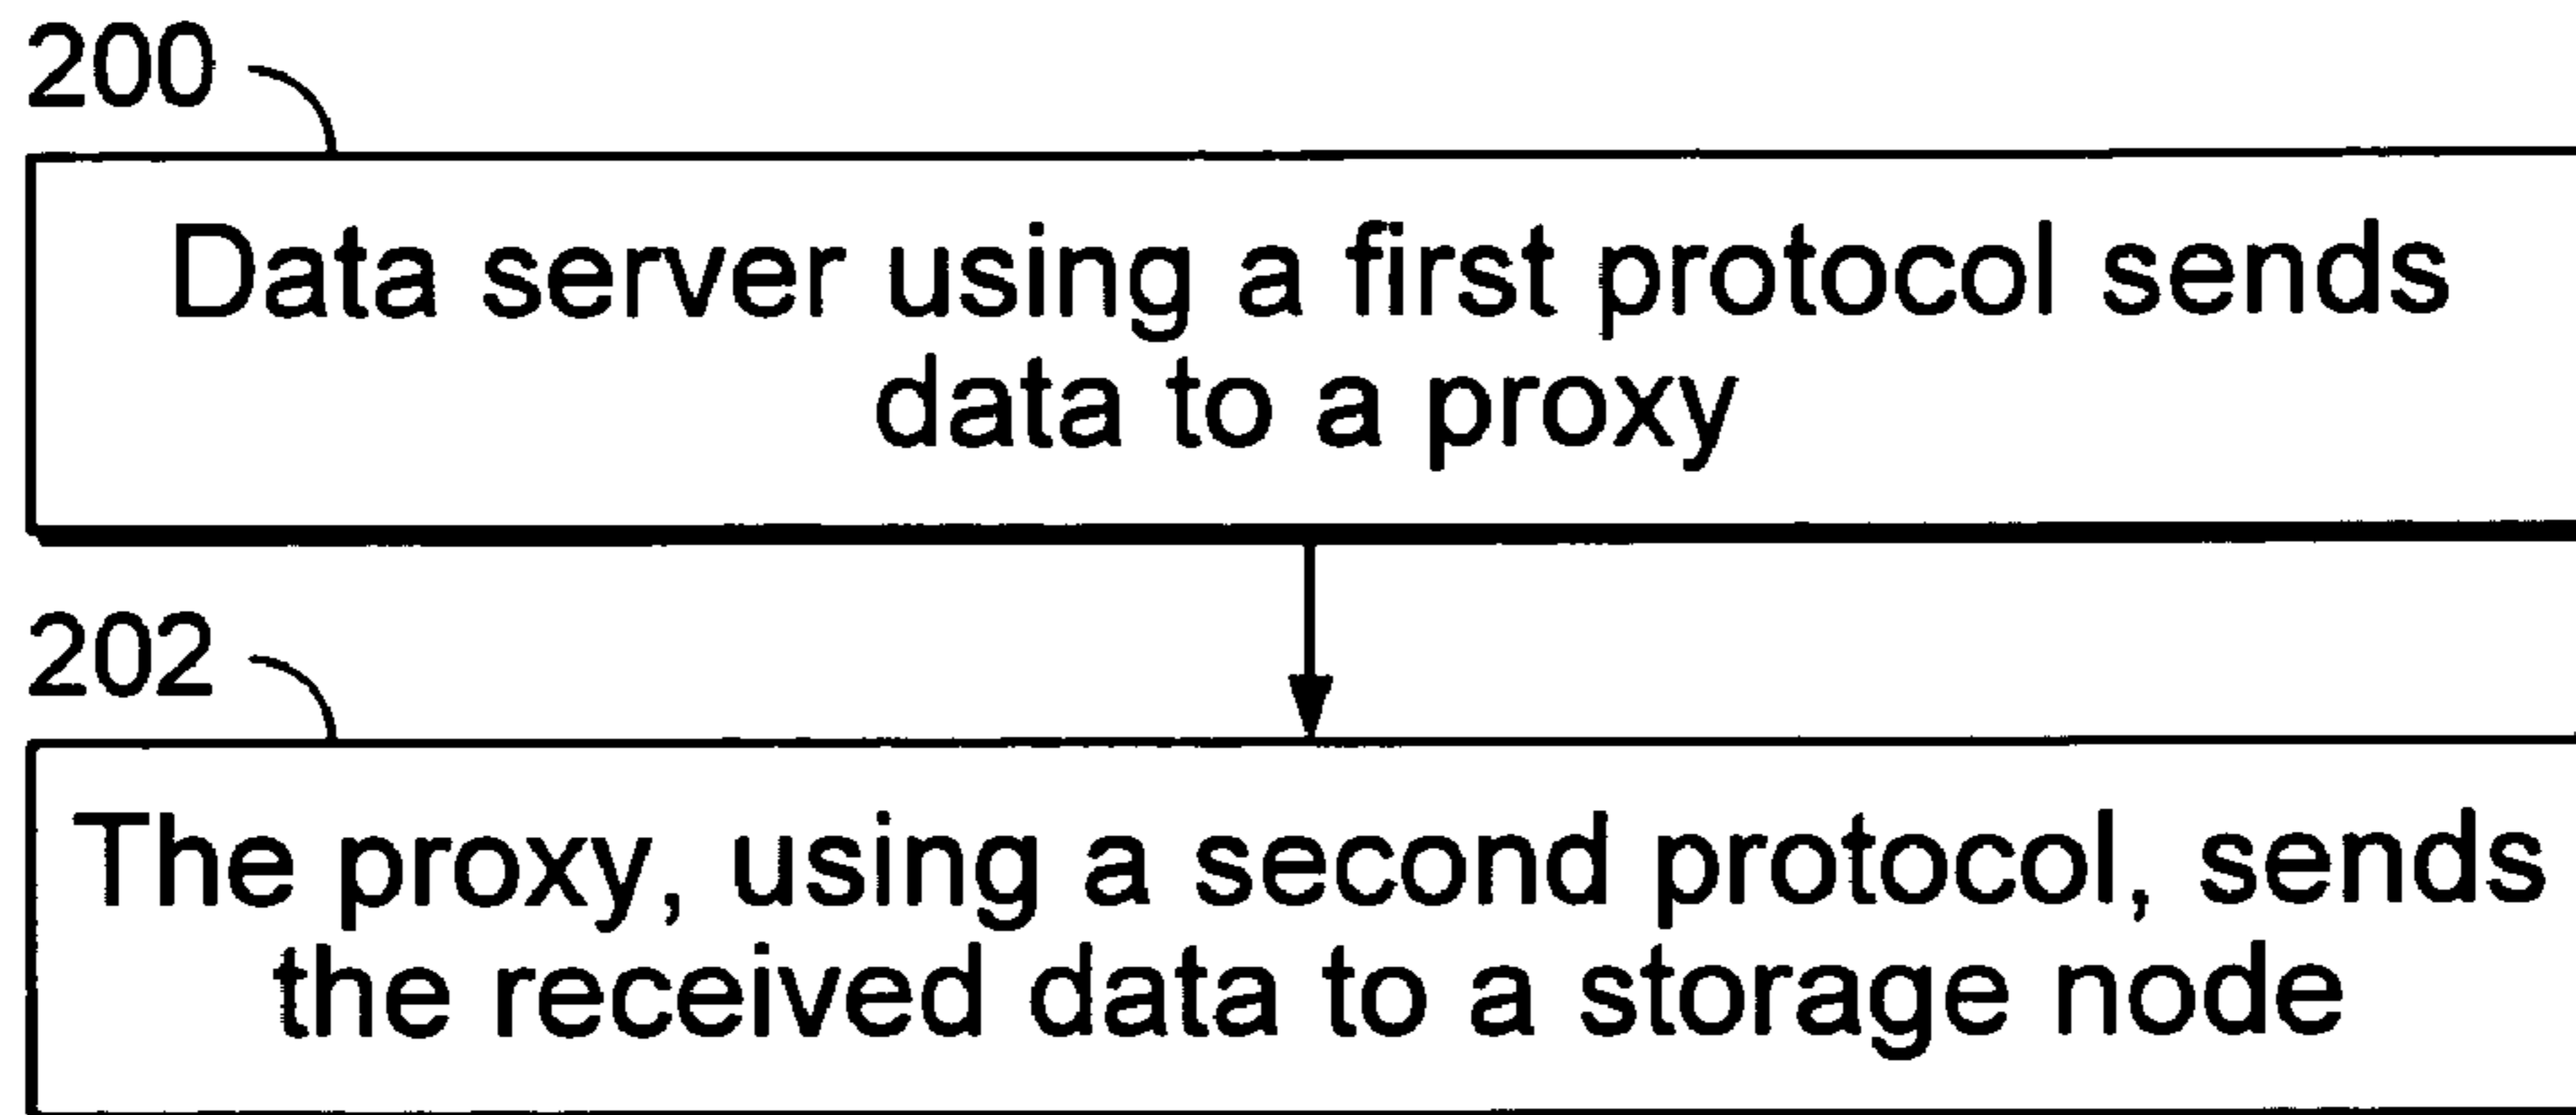 200
Data server using a first protocol sends
data to a proxy
202
The proxy, using a second protocol, sends
the received data to a storage node